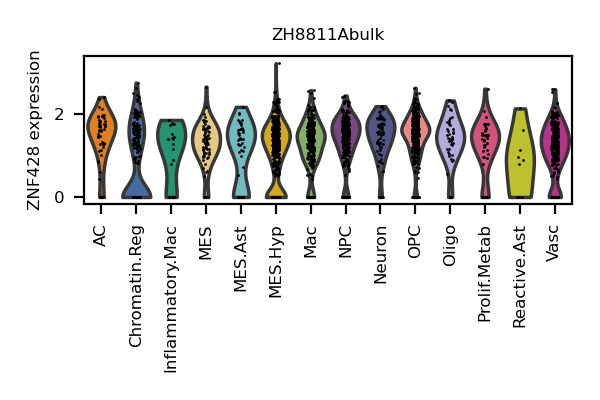 ZH8811Abulk
ZNF428 expression
2
0
AC
Chromatin.Reg
Inflammatory.Mac
MES
MES.Ast
MES.Hyp
Mac
NPC
Neuron
OPC
Oligo
Prolif.Metab
Reactive.Ast
Vasc